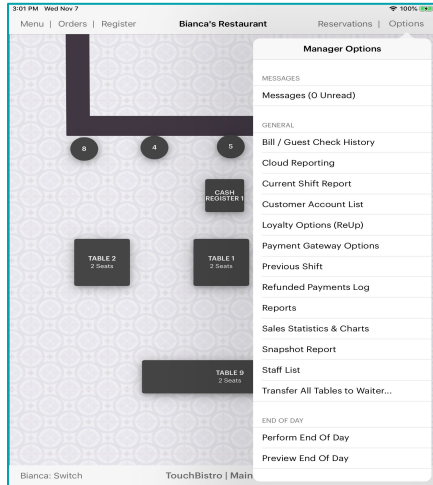 3:01 PM Wed Nov 7
100%
Menu | Orders | Register
Bianca's Restaurant
Reservations | Options
Manager Options
MESSAGES
Messages (0 Unread)
GENERAL
Bill / Guest Check History
Cloud Reporting
Current Shift Report
Customer Account List
Loyalty Options (ReUp)
Payment Gateway Options
Previous Shift
Refunded Payments Log
Reports
Sales Statistics & Charts
Snapshot Report
Staff List
Transfer All Tables to Waiter...
END OF DAY
Perform End Of Day
Preview End Of Day
8
4
5
CASH
REGISTER 1
TABLE 2
2 Seats
TABLE 1
2 Seats
TABLE 9
2 Seats
Bianca: Switch
TouchBistro | Main